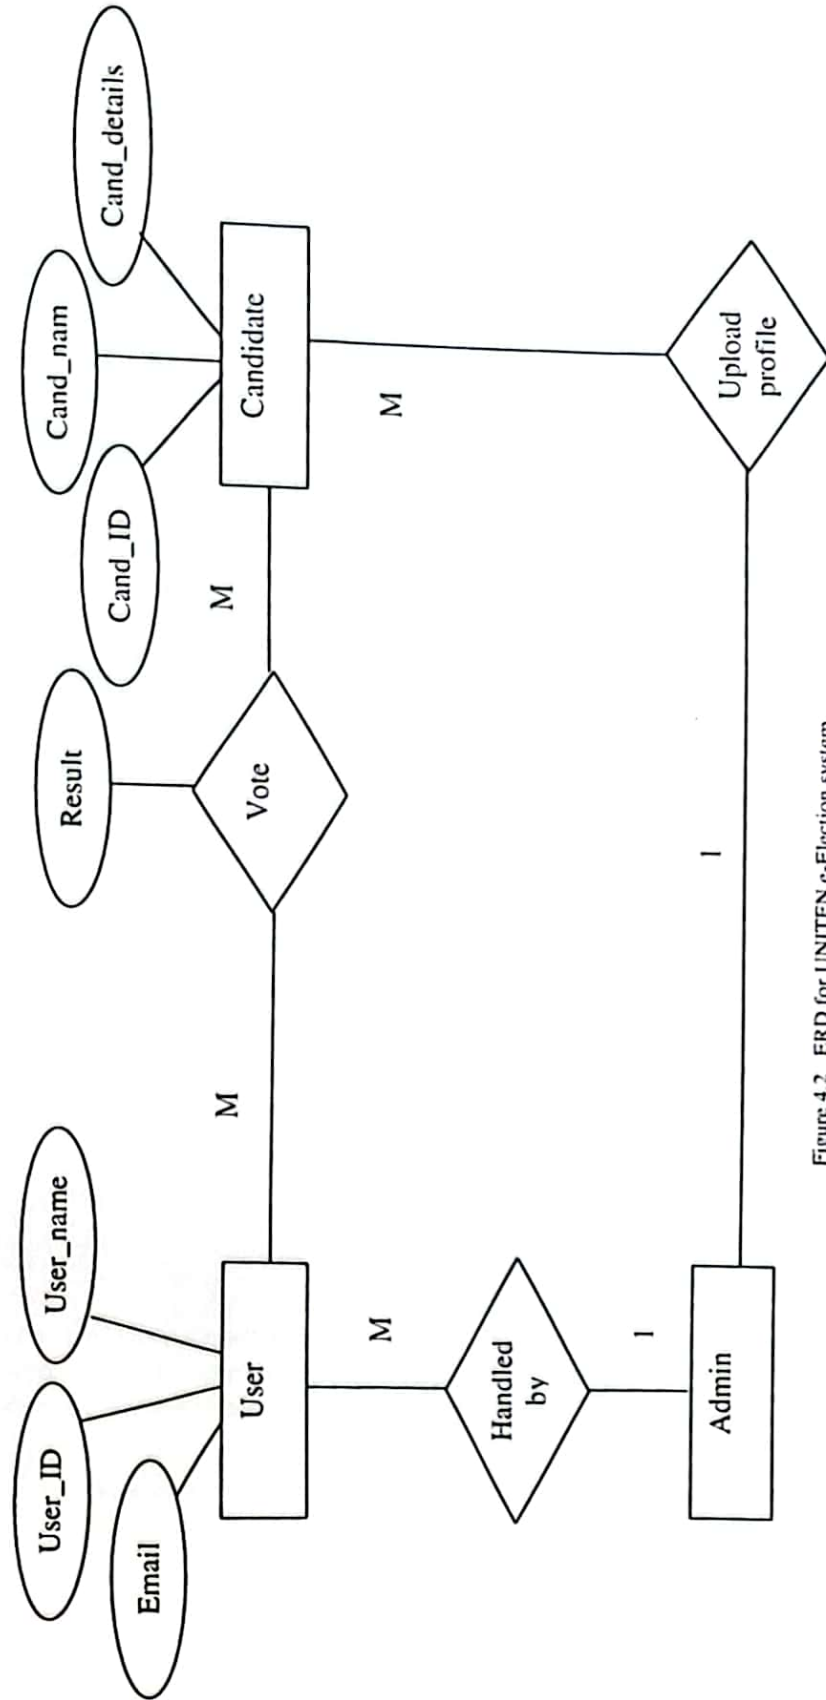 Email
User_ID
User_name
Result
Cand_ID
Cand_nam
Cand_details
User
M
Vote
M
Candidate
M
M
Handled
by
1
1
Upload
profile
Admin
Figure 4.2 ERD for UNITEN e-Election system